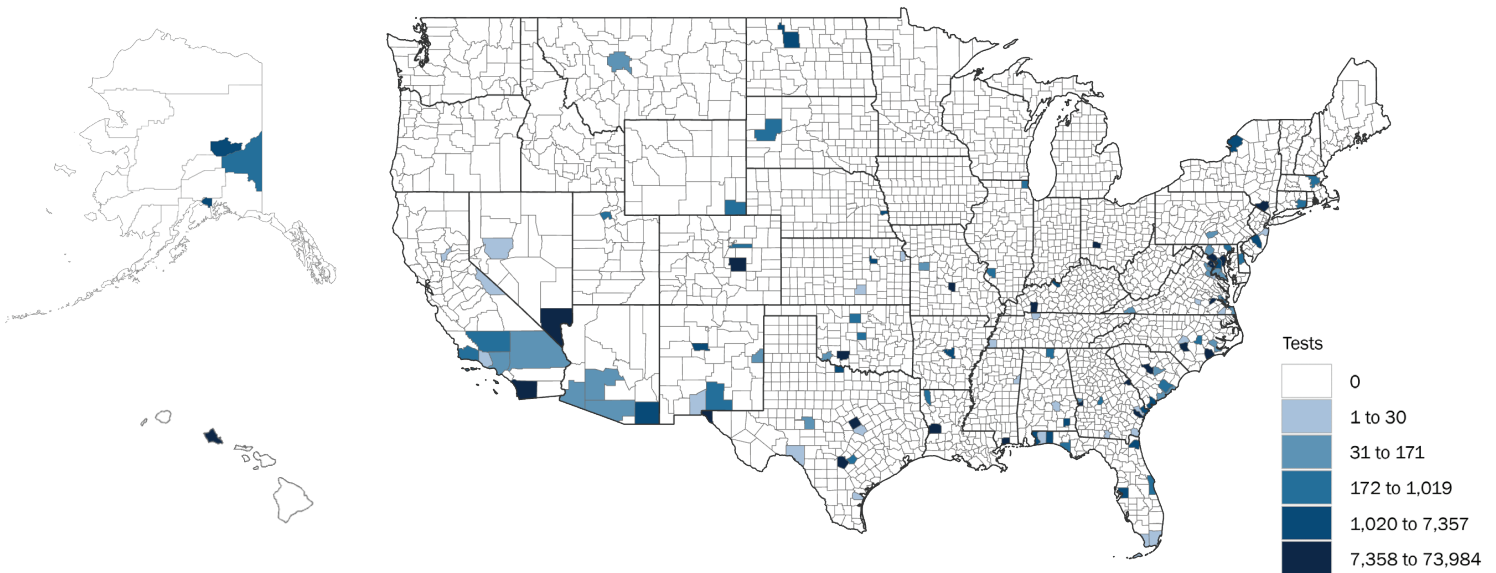 Tests
0
1 to 30
31 to 171
172 to 1,019
1,020 to 7,357
7,358 to 73,984